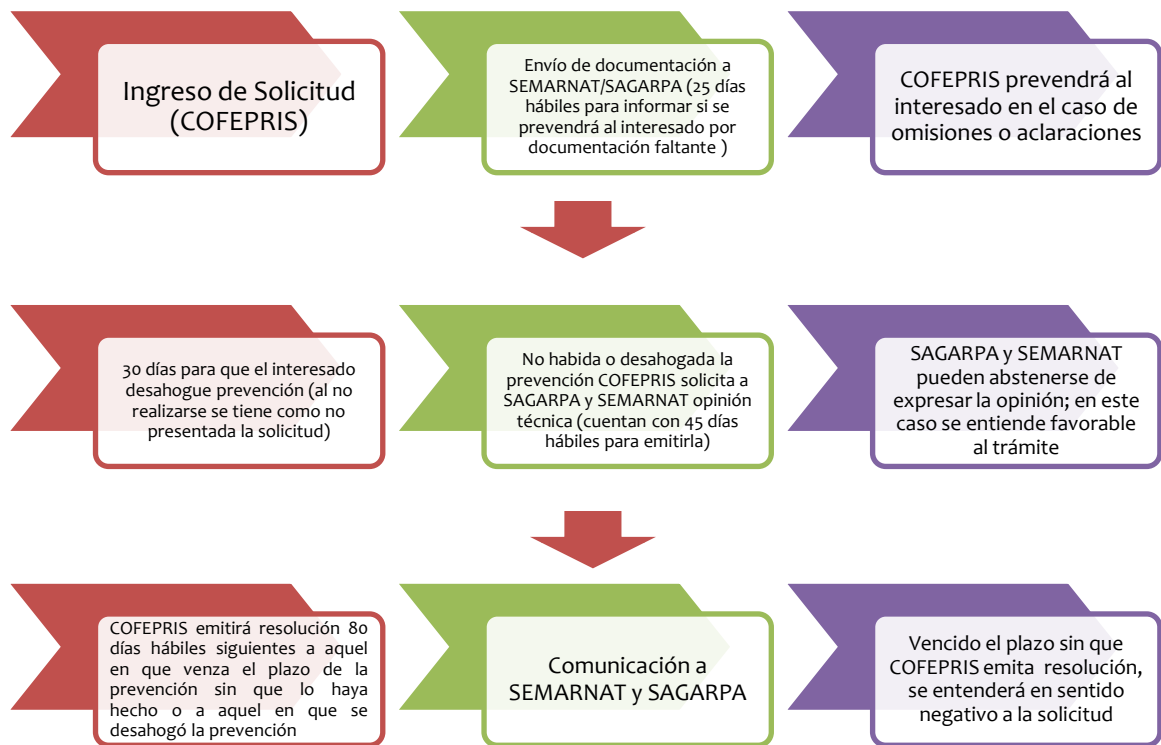 Ingreso de Solicitud
(COFEPRIS)
Envío de documentación a
SEMARNAT/SAGARPA (25 días
hábiles para informar si se
prevendrá al interesado por
documentación faltante )
COFEPRIS prevendrá al
interesado en el caso de
omisiones o aclaraciones
30 días para que el interesado
desahogue prevención (al no
realizarse se tiene como no
presentada la solicitud)
No habida o desahogada la
prevención COFEPRIS solicita a
SAGARPA y SEMARNAT opinión
técnica (cuentan con 45 días
hábiles para emitirla)
SAGARPA y SEMARNAT
pueden abstenerse de
expresar la opinión; en este
caso se entiende favorable
al trámite
COFEPRIS emitirá resolución 80
días hábiles siguientes a aquel
en que venza el plazo de la
prevención sin que lo haya
hecho o a aquel en que se
desahogó la prevención
Comunicación a
SEMARNAT y SAGARPA
Vencido el plazo sin que
COFEPRIS emita resolución,
se entenderá en sentido
negativo a la solicitud